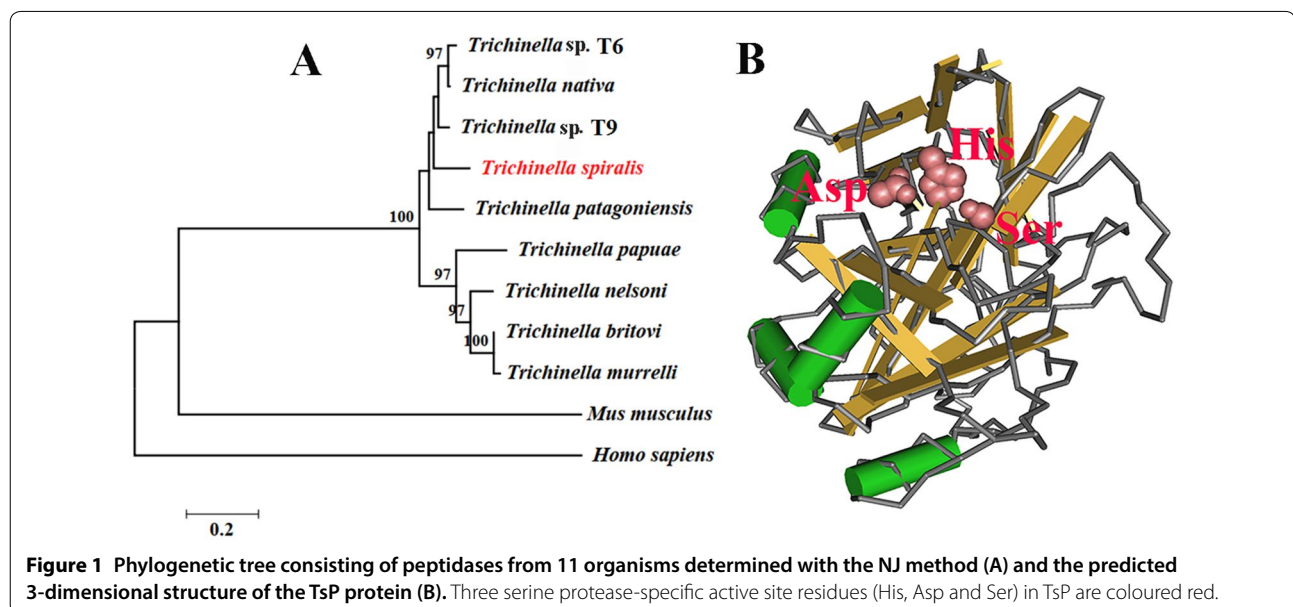 A
97
Trichinella sp. T6
Trichinella nativa
Trichinella sp. T9
Trichinella spiralis
100
Trichinella patagoniensis
Trichinella papuae
97
Trichinella nelsoni
97
Trichinella britovi
100
Trichinella murrelli
Mus musculus
Homo sapiens
0.2
B
His
Asp
Ser
Figure 1 Phylogenetic tree consisting of peptidases from 11 organisms determined with the NJ method (A) and the predicted
3-dimensional structure of the TsP protein (B). Three serine protease-specific active site residues (His, Asp and Ser) in TsP are coloured red.